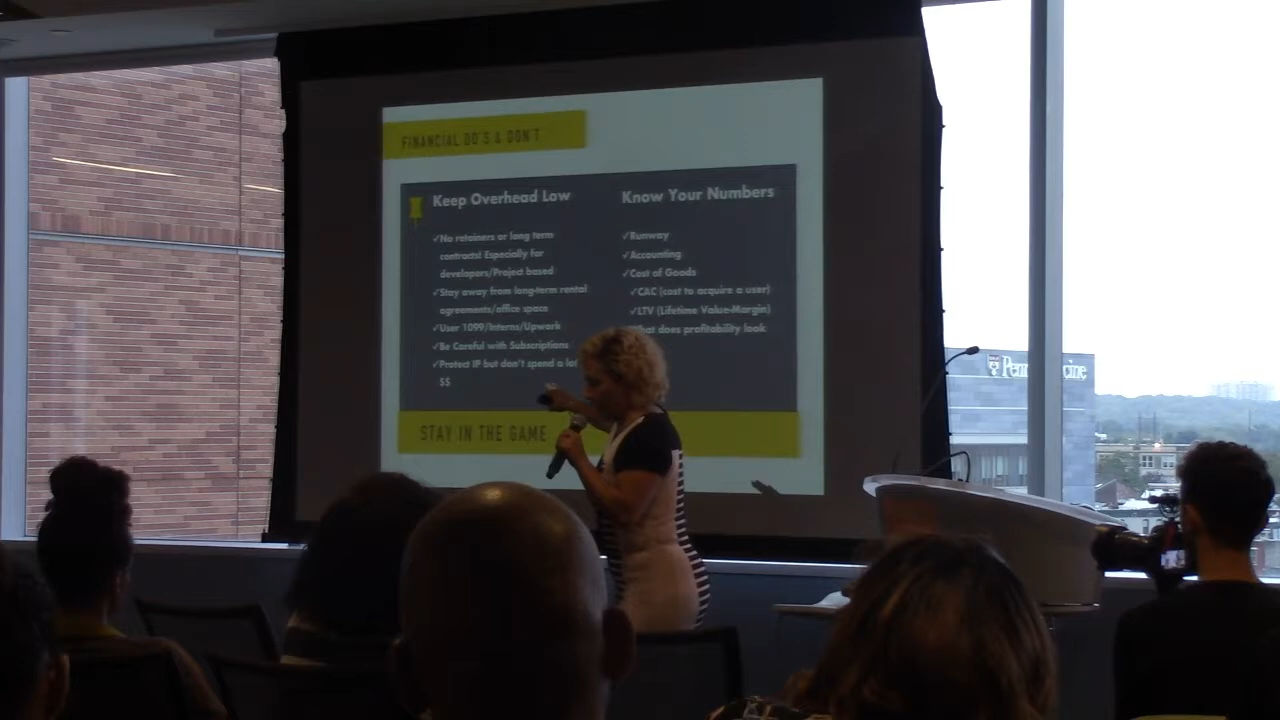 FINANCIAL DO'S & DON'T
Keep Overhead Low
✓No retainers or long term
contracts! Especially for
developers/Project based
✓Stay away from long-term rental
agreements/office space
✓User 1099/Interns/Upwork
✓Be Careful with Subscriptions
✓Protect IP but don't spend a
$$
Know Your Numbers
✓Runway
✓Accounting
✓Cost of Goods
✓CAC (cost to acquire a user)
✓LTV (Lifetime Value-Margin)
does profitability look
STAY IN THE GAME